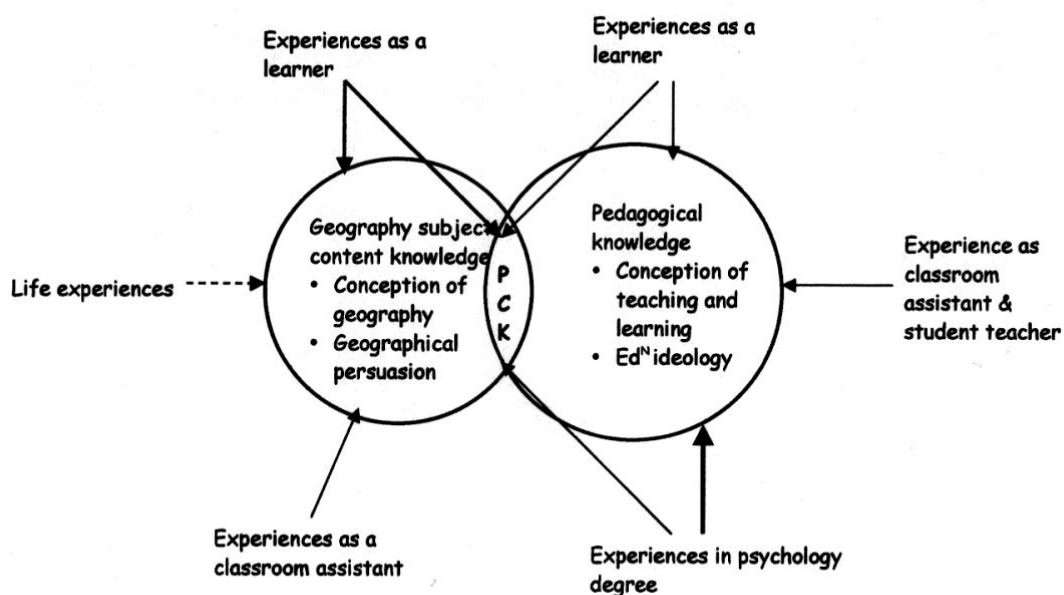 Experiences as a
learner
Experiences as a
learner
Geography subject
content knowledge
• Conception of
geography
• Geographical
persuasion
P
C
K
Pedagogical
knowledge
• Conception of
teaching and
learning
• Edᴺ ideology
Life experiences
Experience as
classroom
assistant &
student teacher
Experiences as a
classroom assistant
Experiences in psychology
degree